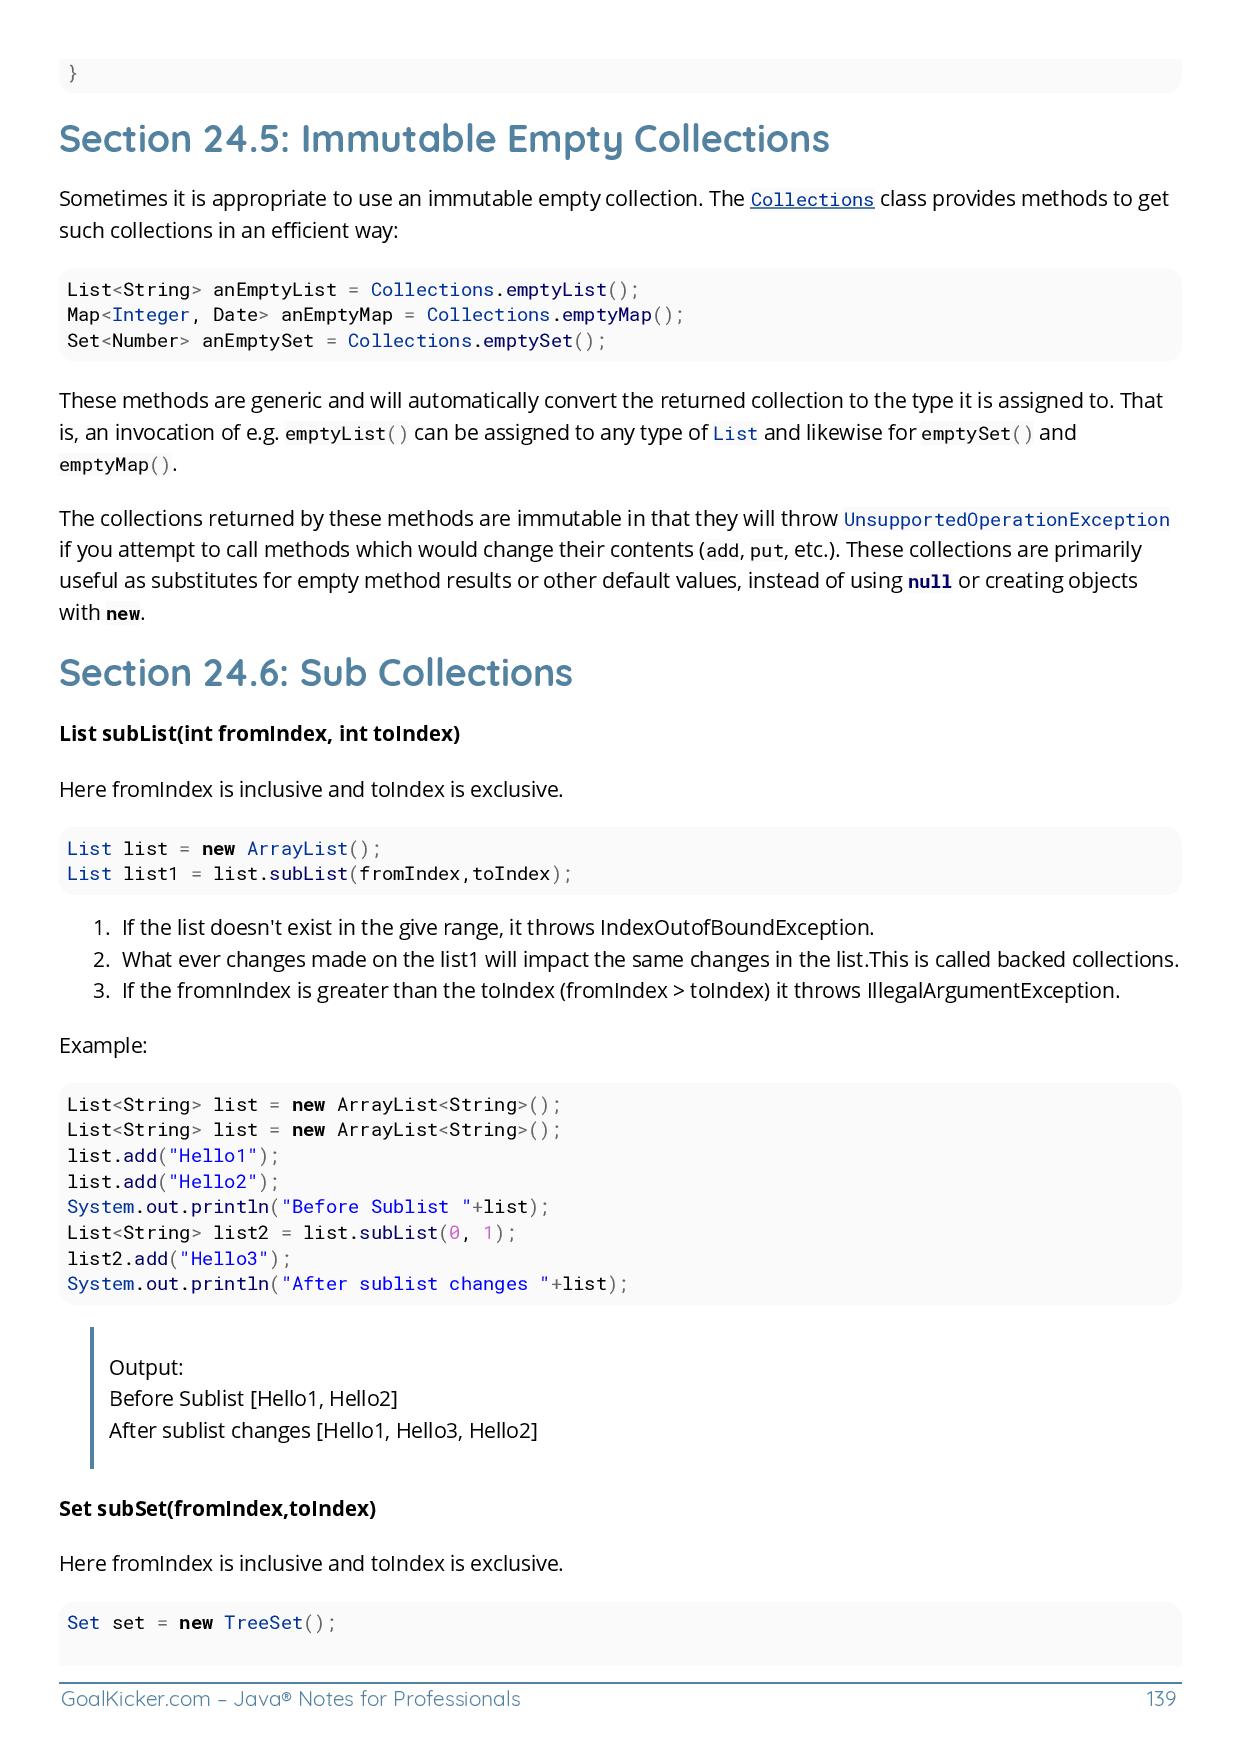 }
Section 24.5: Immutable Empty Collections
Sometimes it is appropriate to use an immutable empty collection. The Collections class provides methods to get
such collections in an efficient way:
List<String> anEmptyList = Collections.emptyList();
Map<Integer, Date> anEmptyMap = Collections.emptyMap();
Set<Number> anEmptySet = Collections.emptySet();
These methods are generic and will automatically convert the returned collection to the type it is assigned to. That
is, an invocation of e.g. emptyList() can be assigned to any type of List and likewise for emptySet() and
emptyMap().
The collections returned by these methods are immutable in that they will throw UnsupportedOperationException
if you attempt to call methods which would change their contents (add, put, etc.). These collections are primarily
useful as substitutes for empty method results or other default values, instead of using null or creating objects
with new.
Section 24.6: Sub Collections
List subList(int fromIndex, int toIndex)
Here fromIndex is inclusive and toIndex is exclusive.
List list = new ArrayList();
List list1 = list.subList(fromIndex,toIndex);
1. If the list doesn't exist in the give range, it throws IndexOutofBoundException.
2. What ever changes made on the list1 will impact the same changes in the list.This is called backed collections.
3. If the fromnIndex is greater than the toIndex (fromIndex > toIndex) it throws IllegalArgumentException.
Example:
List<String> list = new ArrayList<String>();
List<String> list = new ArrayList<String>();
list.add("Hello1");
list.add("Hello2");
System.out.println("Before Sublist "+list);
List<String> list2 = list.subList(0, 1);
list2.add("Hello3");
System.out.println("After sublist changes "+list);
Output:
Before Sublist [Hello1, Hello2]
After sublist changes [Hello1, Hello3, Hello2]
Set subSet(fromIndex,toIndex)
Here fromIndex is inclusive and toIndex is exclusive.
Set set = new TreeSet();
GoalKicker.com – Java® Notes for Professionals 139